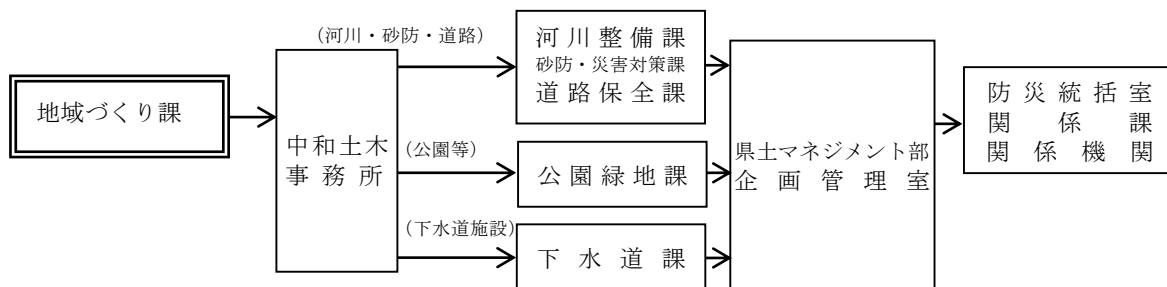 地域づくり課
中和土木
事務所
(河川・砂防・道路)
河川整備課
砂防・災害対策課
道路保全課
(公園等)
公園緑地課
(下水道施設)
下水道課
県土マネジメント部
企画管理室
防災統括室
関係課
関係機関